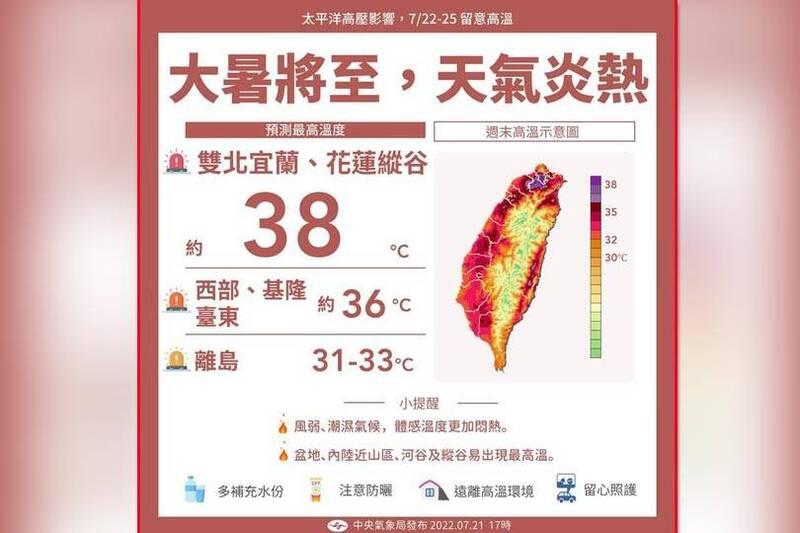 太平洋高壓影響，7/22-25 留意高溫
大暑將至，天氣炎熱
預測最高溫度
雙北宜蘭、花蓮縱谷
約 38 ℃
西部、基隆
臺東
約 36 ℃
離島 31-33℃
週末高溫示意圖
38
35
32
30℃
小提醒
風弱、潮濕氣候，體感溫度更加悶熱。
盆地、內陸近山區、河谷及縱谷易出現最高溫。
多補充水份 注意防曬 遠離高溫環境 留心照護
中央氣象局發布 2022.07.21 17時